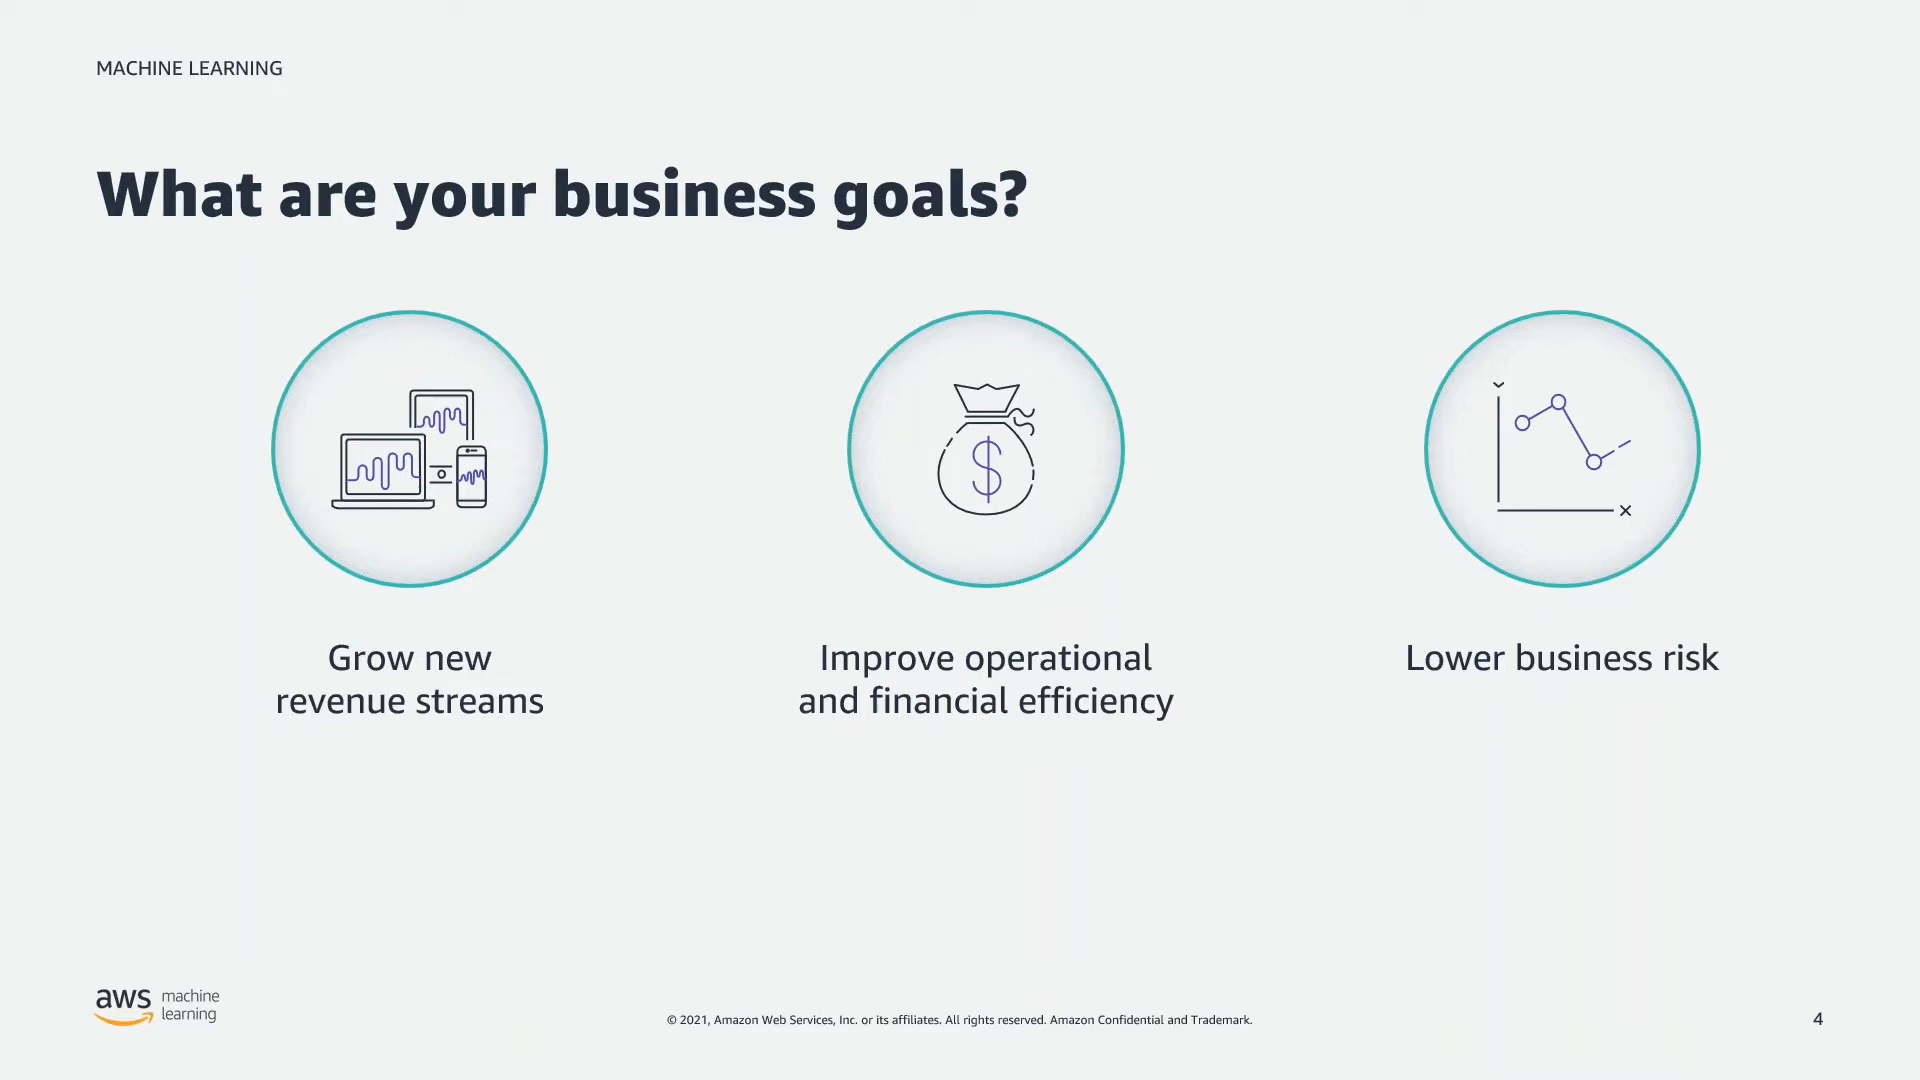 MACHINE LEARNING
What are your business goals?
Grow new
revenue streams
Improve operational
and financial efficiency
Lower business risk
aws machine
learning
© 2021, Amazon Web Services, Inc. or its affiliates. All rights reserved. Amazon Confidential and Trademark.
4